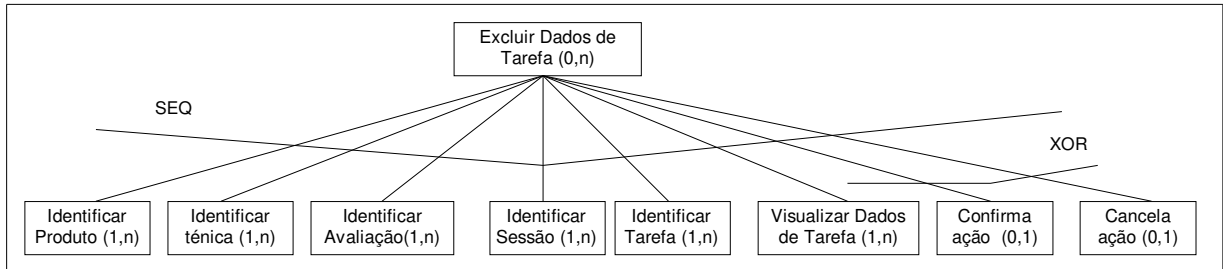 Excluir Dados de
Tarefa (0,n)
SEQ
XOR
Identificar
Produto (1,n)
Identificar
ténica (1,n)
Identificar
Avaliação(1,n)
Identificar
Sessão (1,n)
Identificar
Tarefa (1,n)
Visualizar Dados
de Tarefa (1,n)
Confirma
ação (0,1)
Cancela
ação (0,1)